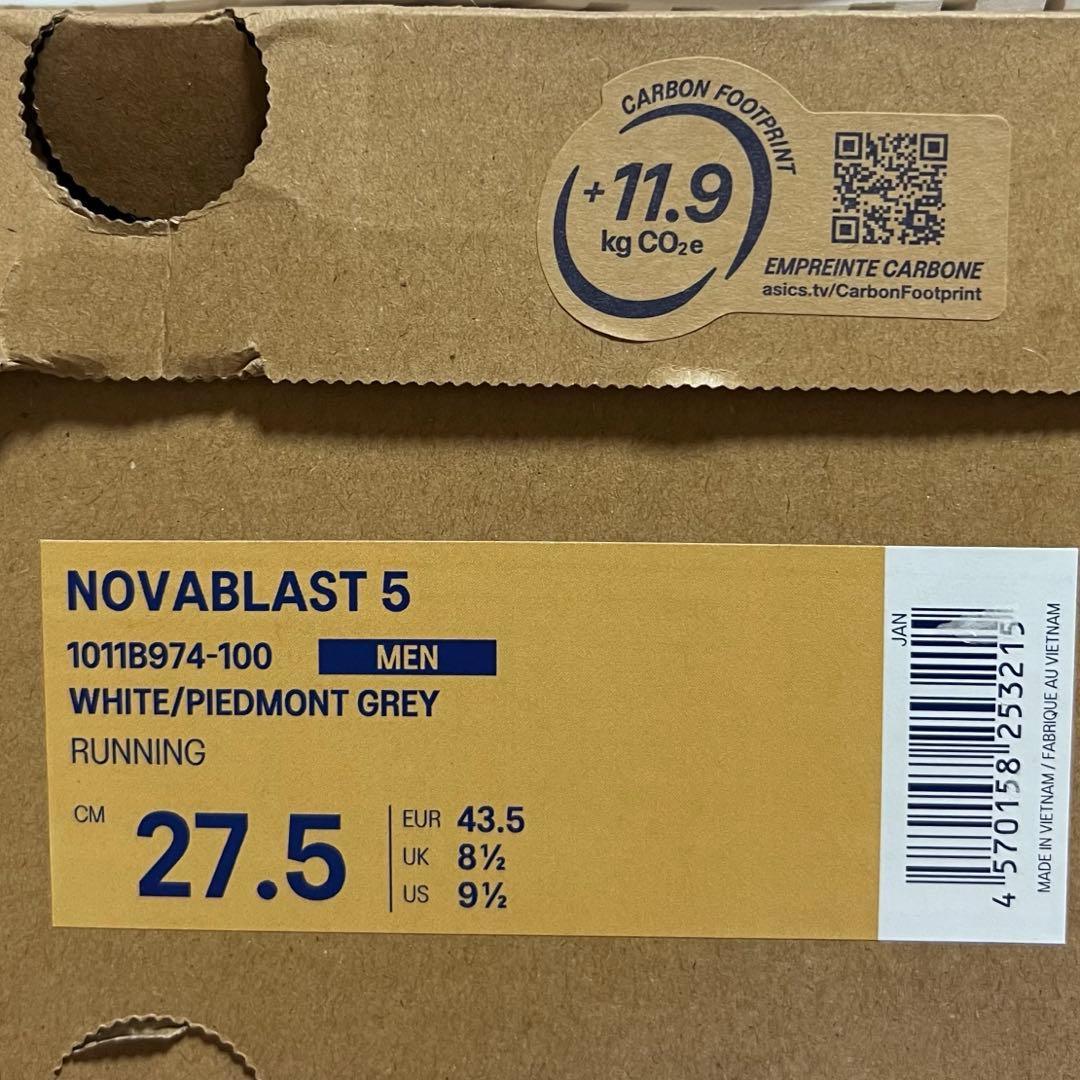 CARBON FOOTPRINT
+11.9
kg CO₂e
EMPREINTE CARBONE
asics.tv/CarbonFootprint
NOVABLAST 5
1011B974-100 MEN
WHITE/PIEDMONT GREY
RUNNING
CM 27.5
EUR 43.5
UK 8½
US 9½
JAN
4 570158 253215
MADE IN VIETNAM / FABRIQUE AU VIETNAM